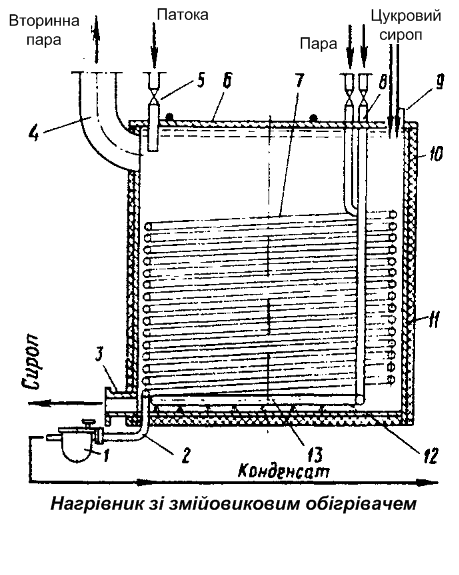 Вторинна
пара
Патока
Пара
Цукровий
сироп
5
6
7
8
9
4
10
11
3
Сироп
1
2
13
12
Конденсат
Нагрівник зі змійовиковим обігрівачем